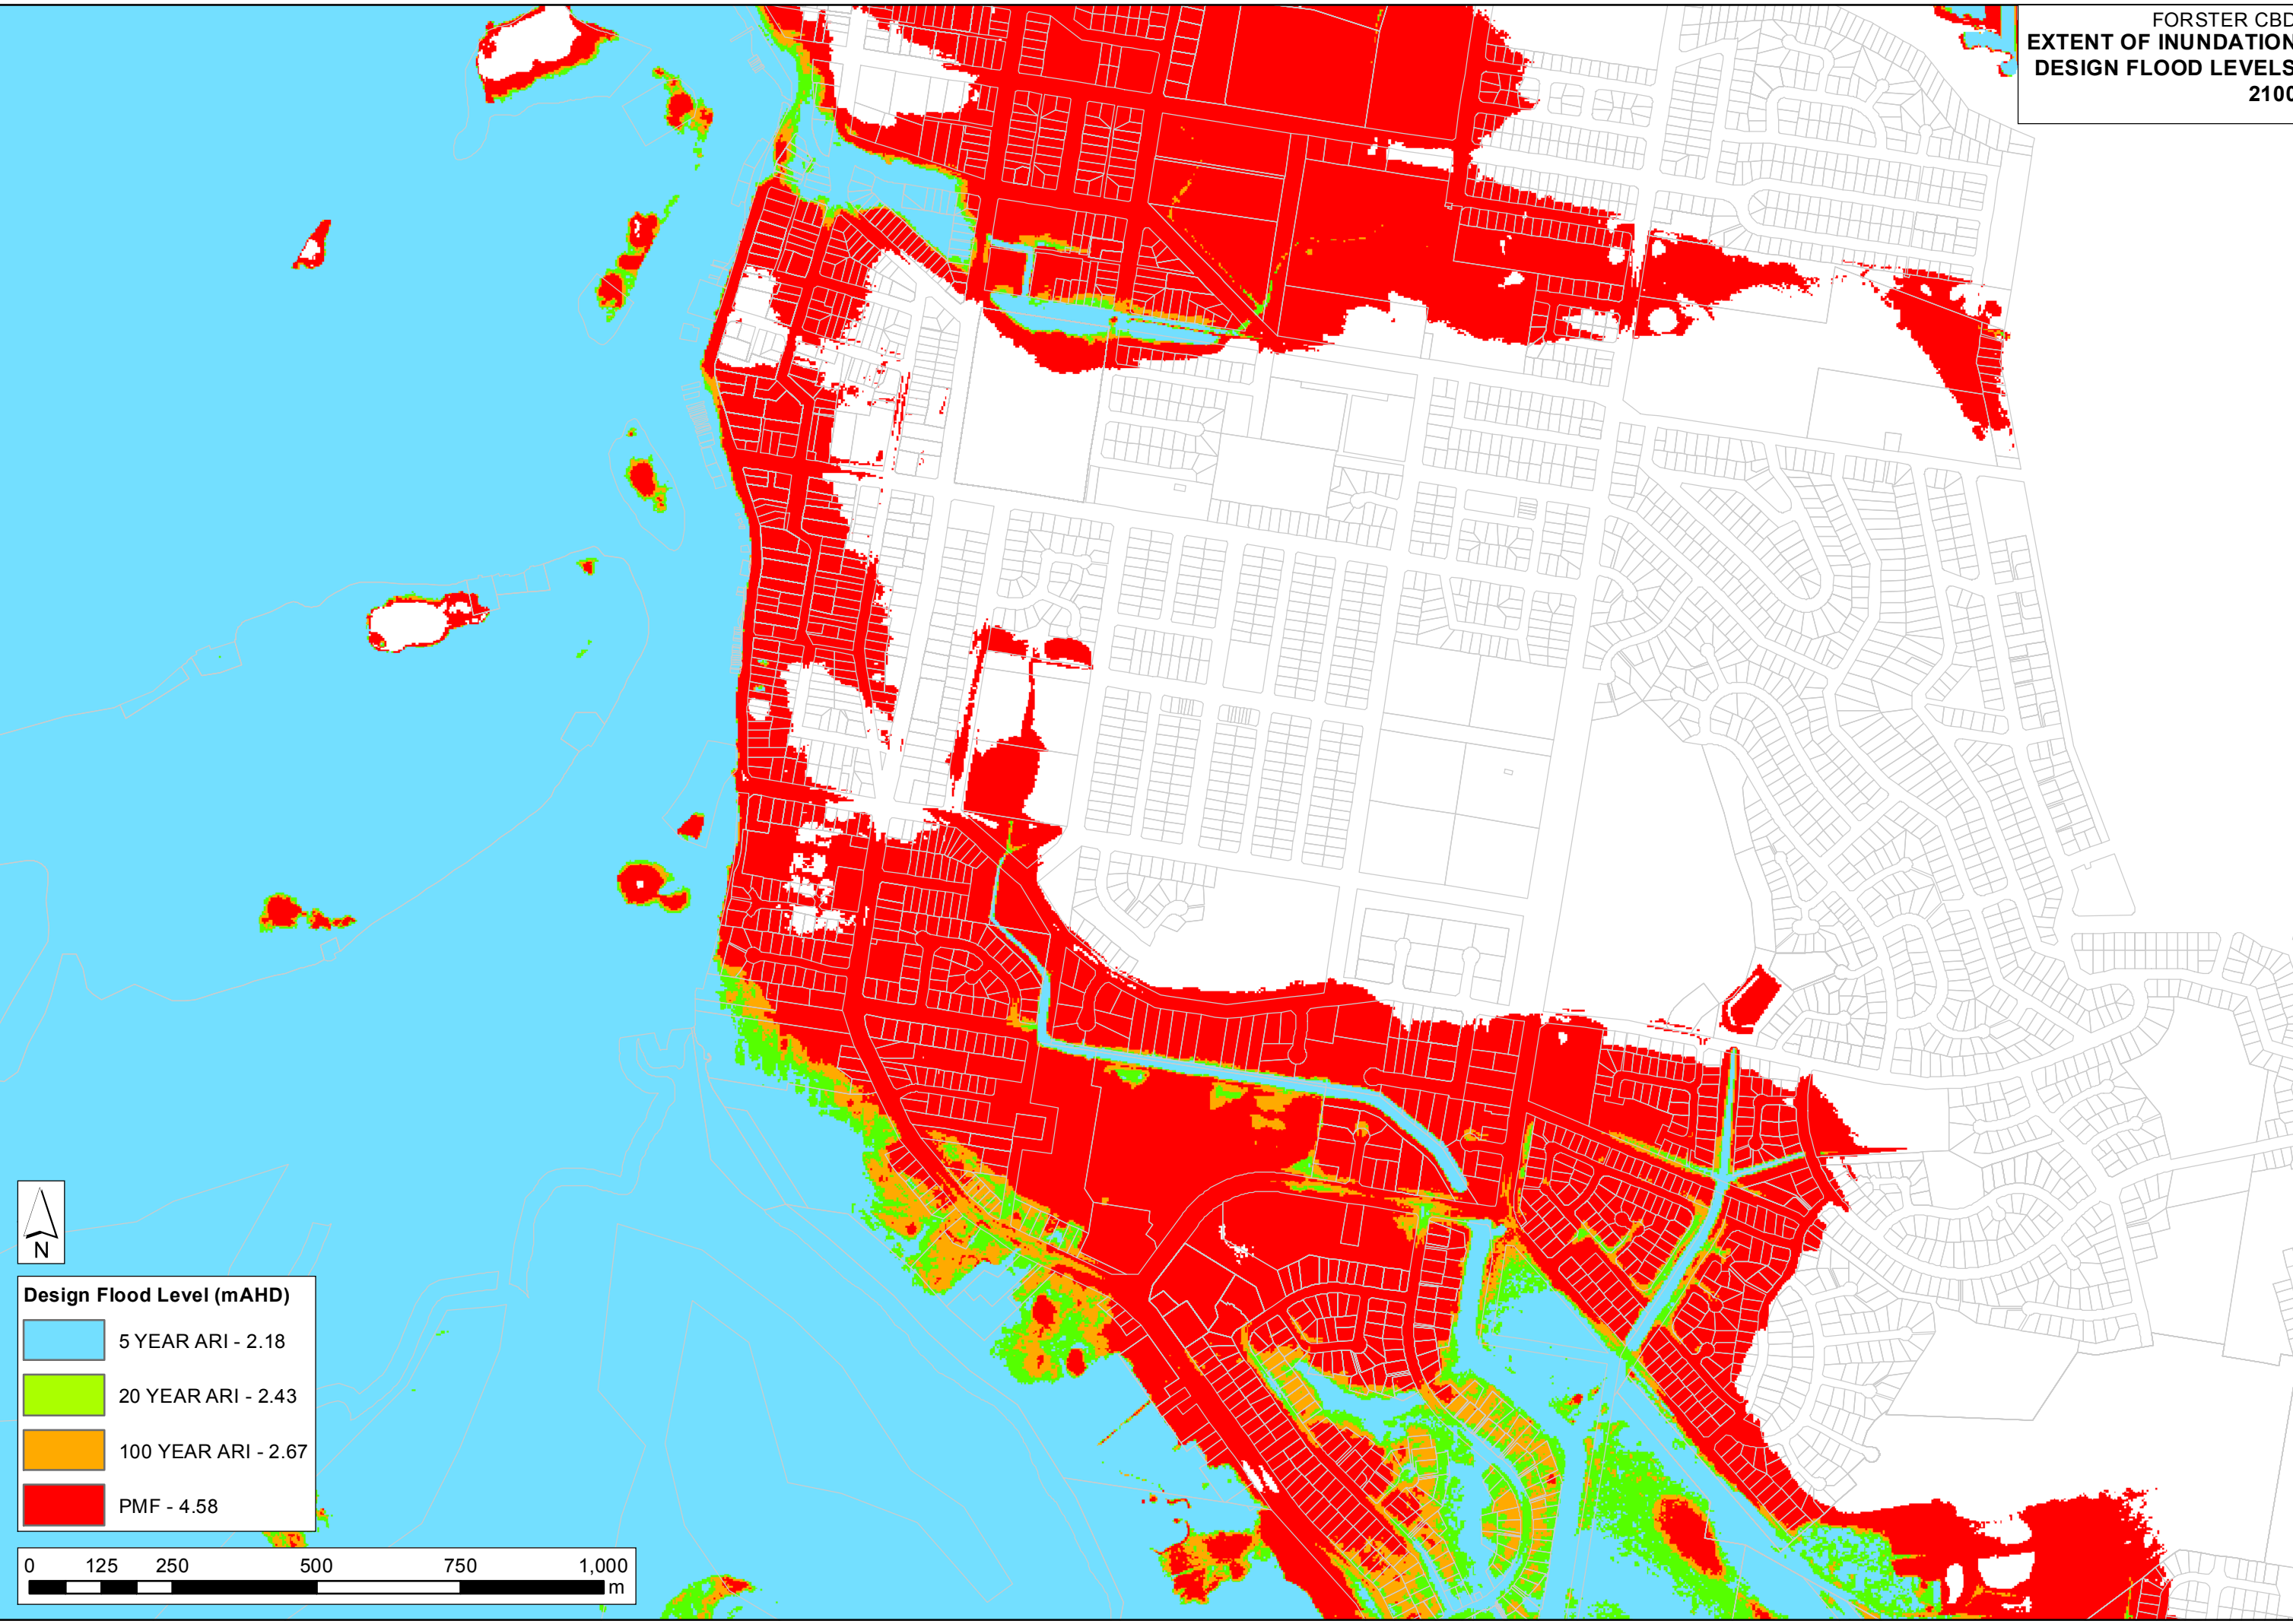 FORSTER CBD
EXTENT OF INUNDATION
DESIGN FLOOD LEVELS
2100
N
Design Flood Level (mAHD)
5 YEAR ARI - 2.18
20 YEAR ARI - 2.43
100 YEAR ARI - 2.67
PMF - 4.58
0 125 250 500 750 1,000
m